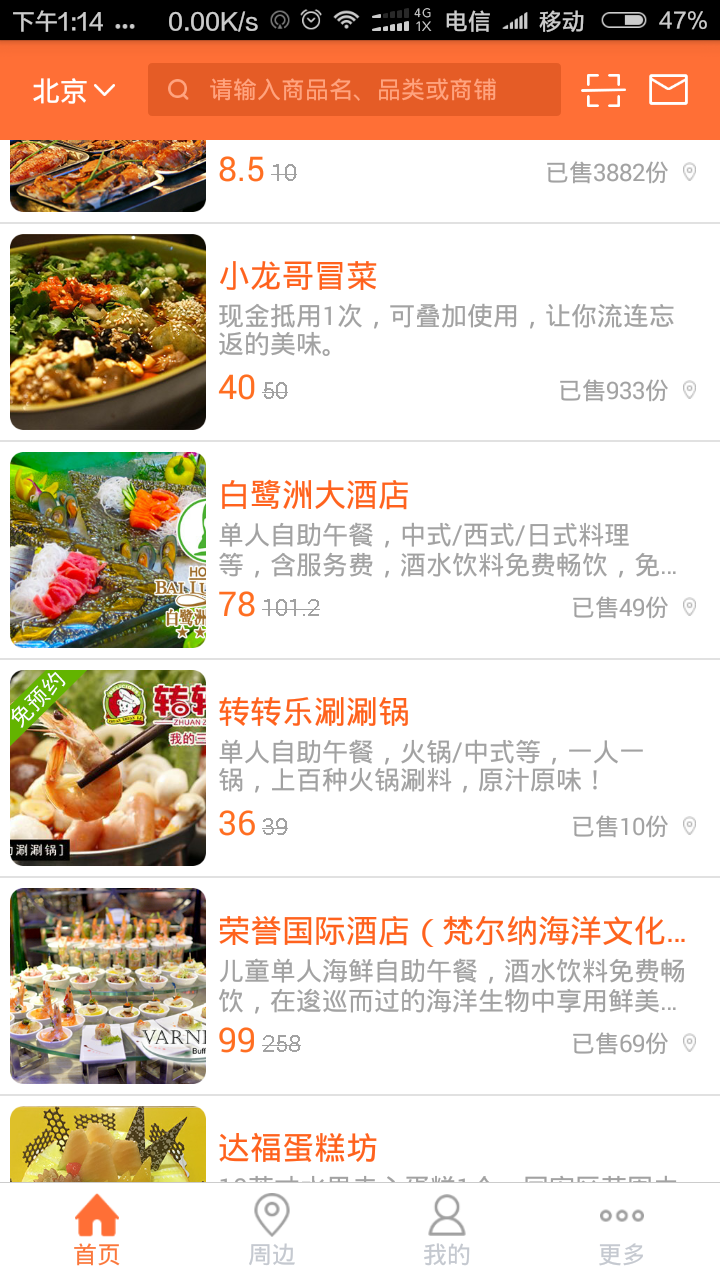 下午1:14 ... 0.00K/s 4G 1X 电信 移动 47%
北京 请输入商品名、品类或商铺
8.5 10 已售3882份
小龙哥冒菜
现金抵用1次，可叠加使用，让你流连忘
返的美味。
40 50 已售933份
白鹭洲大酒店
单人自助午餐，中式/西式/日式料理
等，含服务费，酒水饮料免费畅饮，免...
78 101.2 已售49份
HO
BAI LU
白鹭洲
免预约
转转
ZHUAN Z
我的三
涮涮锅]
转转乐涮涮锅
单人自助午餐，火锅/中式等，一人一
锅，上百种火锅涮料，原汁原味！
36 39 已售10份
荣誉国际酒店（梵尔纳海洋文化...
儿童单人海鲜自助午餐，酒水饮料免费畅
饮，在逡巡而过的海洋生物中享用鲜美...
99 258 已售69份
VARN
Buff
达福蛋糕坊
首页 周边 我的 更多